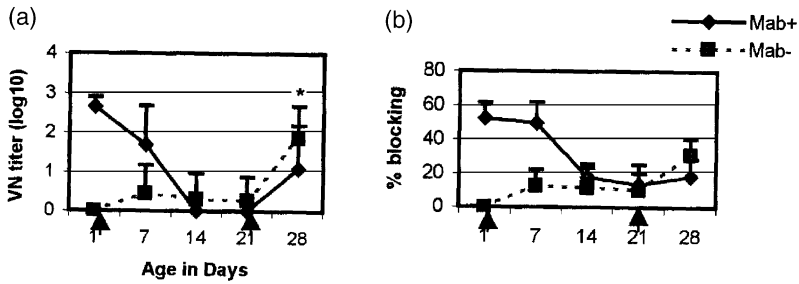 (a)
(b)
Mab+
Mab-
VN titer (log10)
4
3
2
1
0
*
1 7 14 21 28
Age in Days
% blocking
80
60
40
20
0
1 7 14 21 28